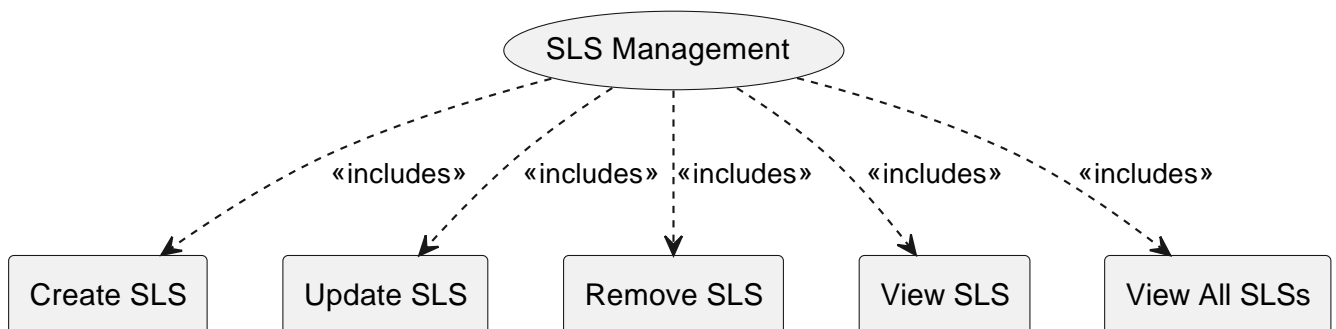 SLS Management
«includes» «includes» «includes» «includes» «includes»
Create SLS Update SLS Remove SLS View SLS View All SLSs